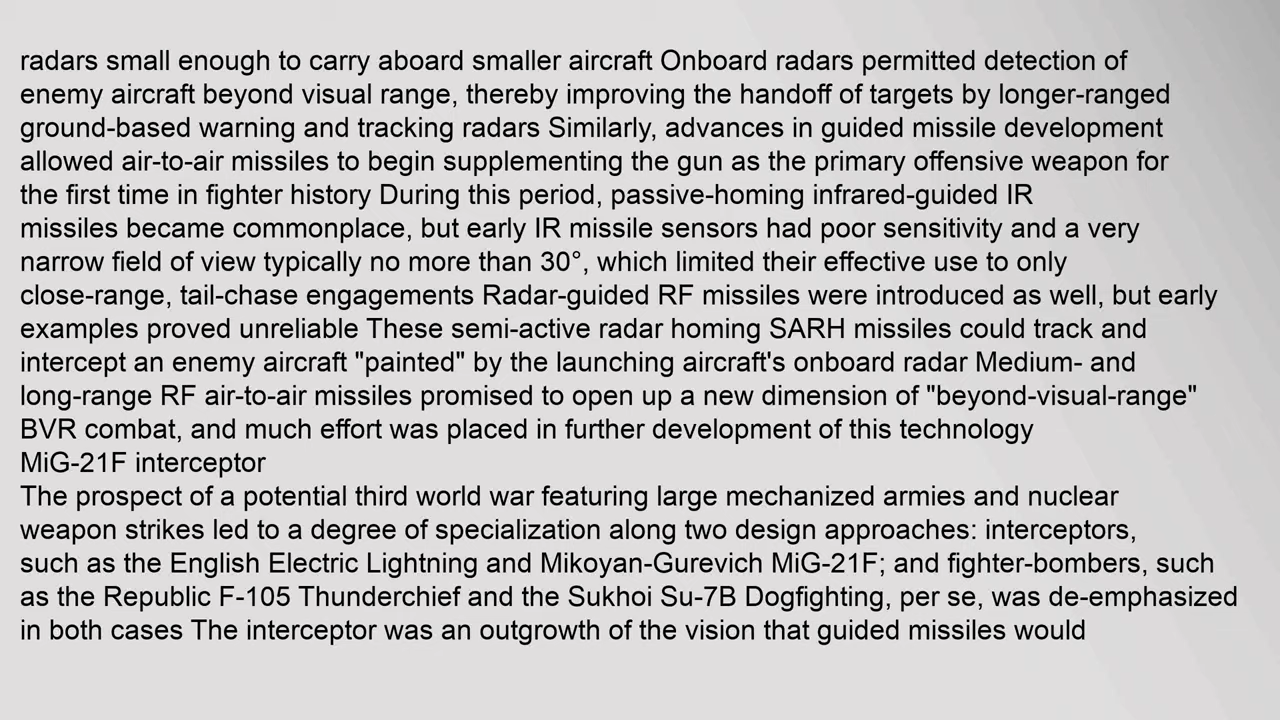 radars small enough to carry aboard smaller aircraft Onboard radars permitted detection of
enemy aircraft beyond visual range, thereby improving the handoff of targets by longer-ranged
ground-based warning and tracking radars Similarly, advances in guided missile development
allowed air-to-air missiles to begin supplementing the gun as the primary offensive weapon for
the first time in fighter history During this period, passive-homing infrared-guided IR
missiles became commonplace, but early IR missile sensors had poor sensitivity and a very
narrow field of view typically no more than 30°, which limited their effective use to only
close-range, tail-chase engagements Radar-guided RF missiles were introduced as well, but early
examples proved unreliable These semi-active radar homing SARH missiles could track and
intercept an enemy aircraft "painted" by the launching aircraft's onboard radar Medium- and
long-range RF air-to-air missiles promised to open up a new dimension of "beyond-visual-range"
BVR combat, and much effort was placed in further development of this technology
MiG-21F interceptor
The prospect of a potential third world war featuring large mechanized armies and nuclear
weapon strikes led to a degree of specialization along two design approaches: interceptors,
such as the English Electric Lightning and Mikoyan-Gurevich MiG-21F; and fighter-bombers, such
as the Republic F-105 Thunderchief and the Sukhoi Su-7B Dogfighting, per se, was de-emphasized
in both cases The interceptor was an outgrowth of the vision that guided missiles would